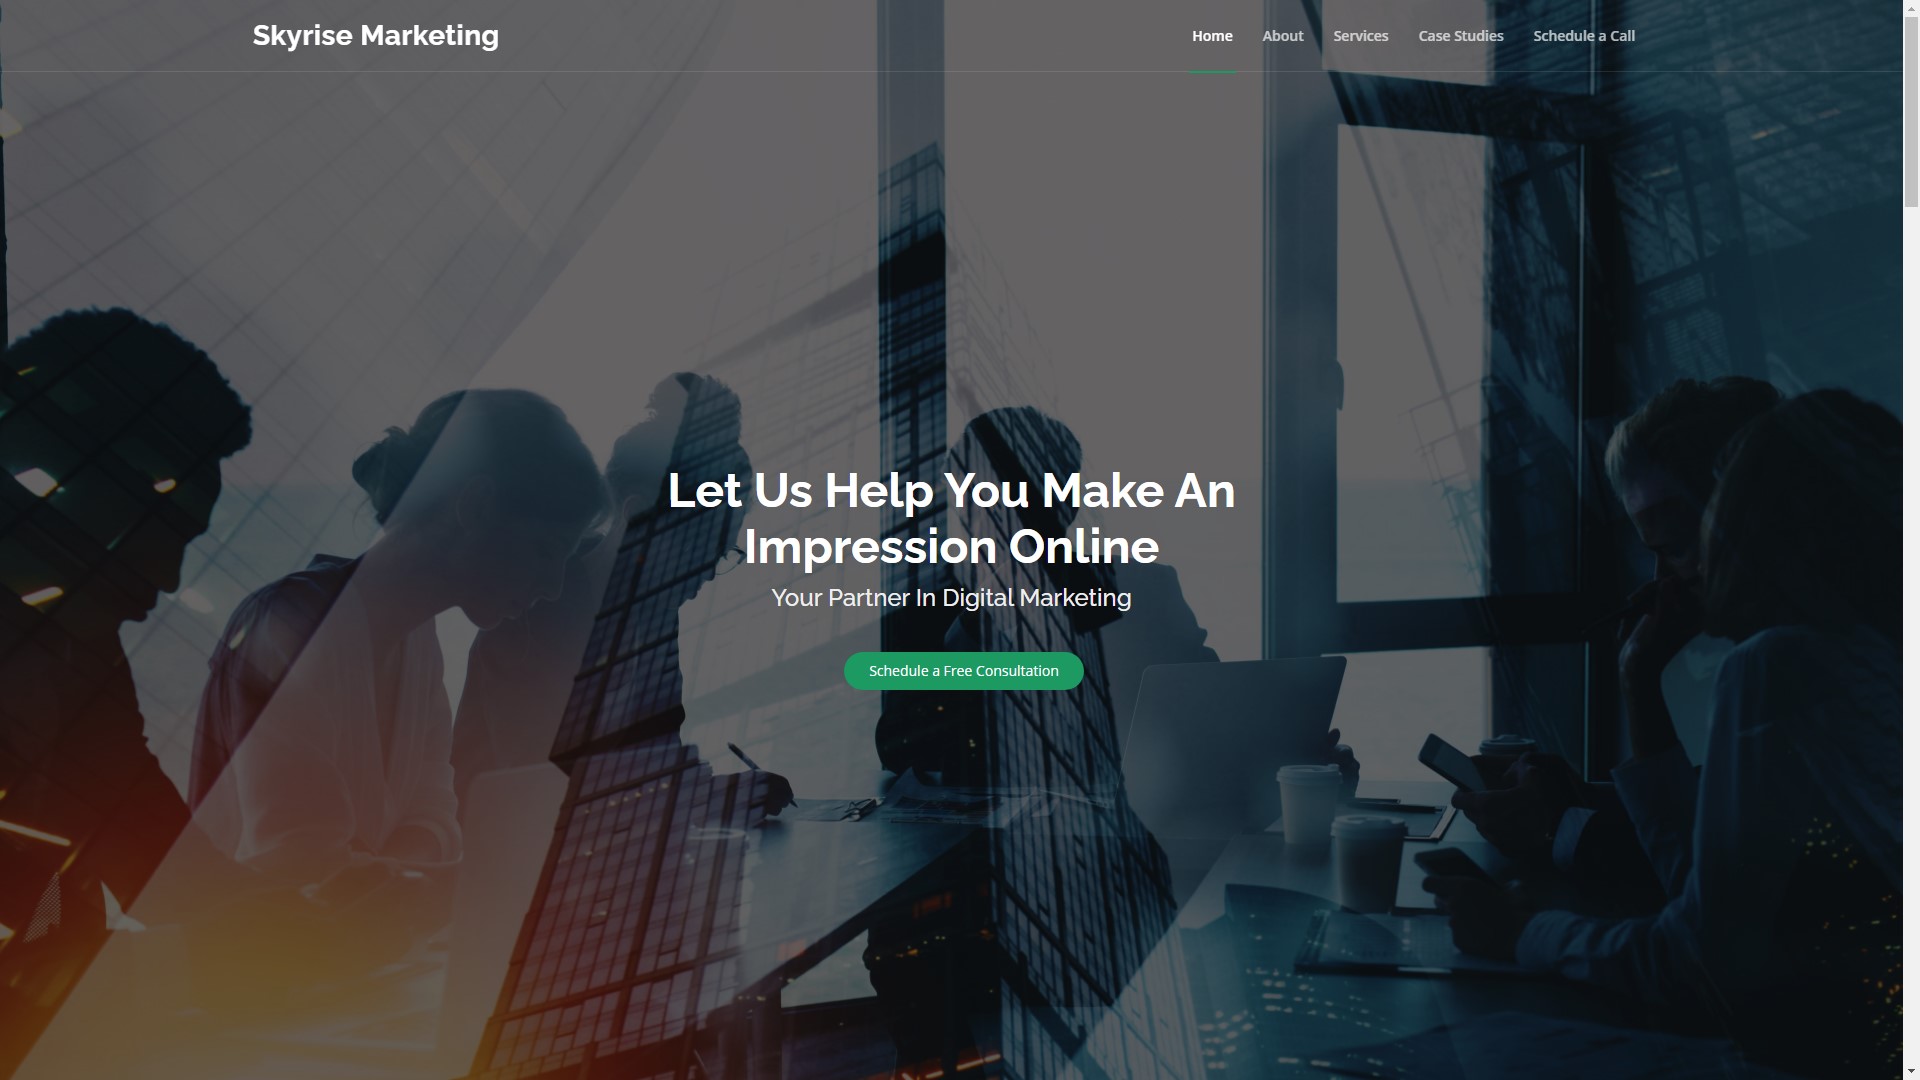 Skyrise Marketing
Home About Services Case Studies Schedule a Call
Let Us Help You Make An
Impression Online
Your Partner In Digital Marketing
Schedule a Free Consultation